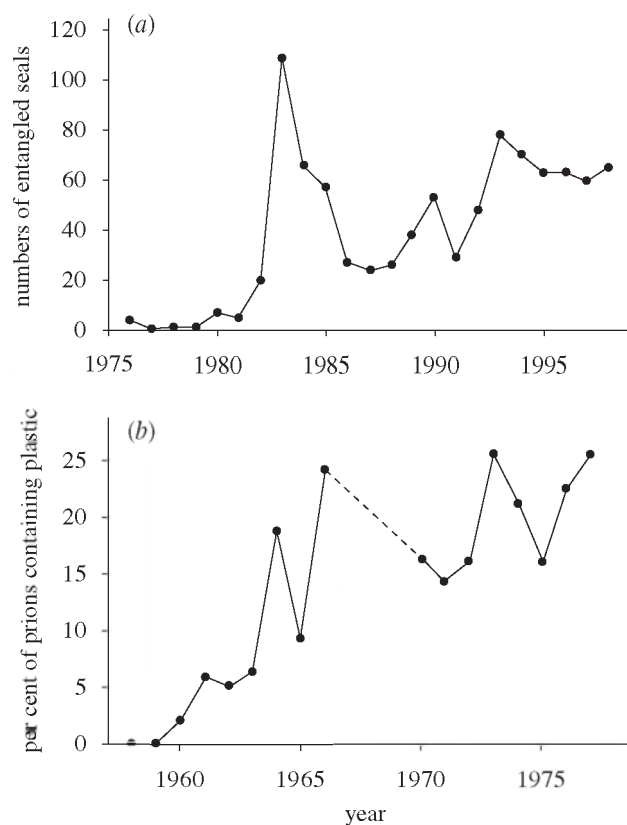 (a)
120
100
80
60
40
20
0
numbers of entangled seals
1975 1980 1985 1990 1995
(b)
25
20
15
10
5
0
per cent of prions containing plastic
1960 1965 1970 1975
year